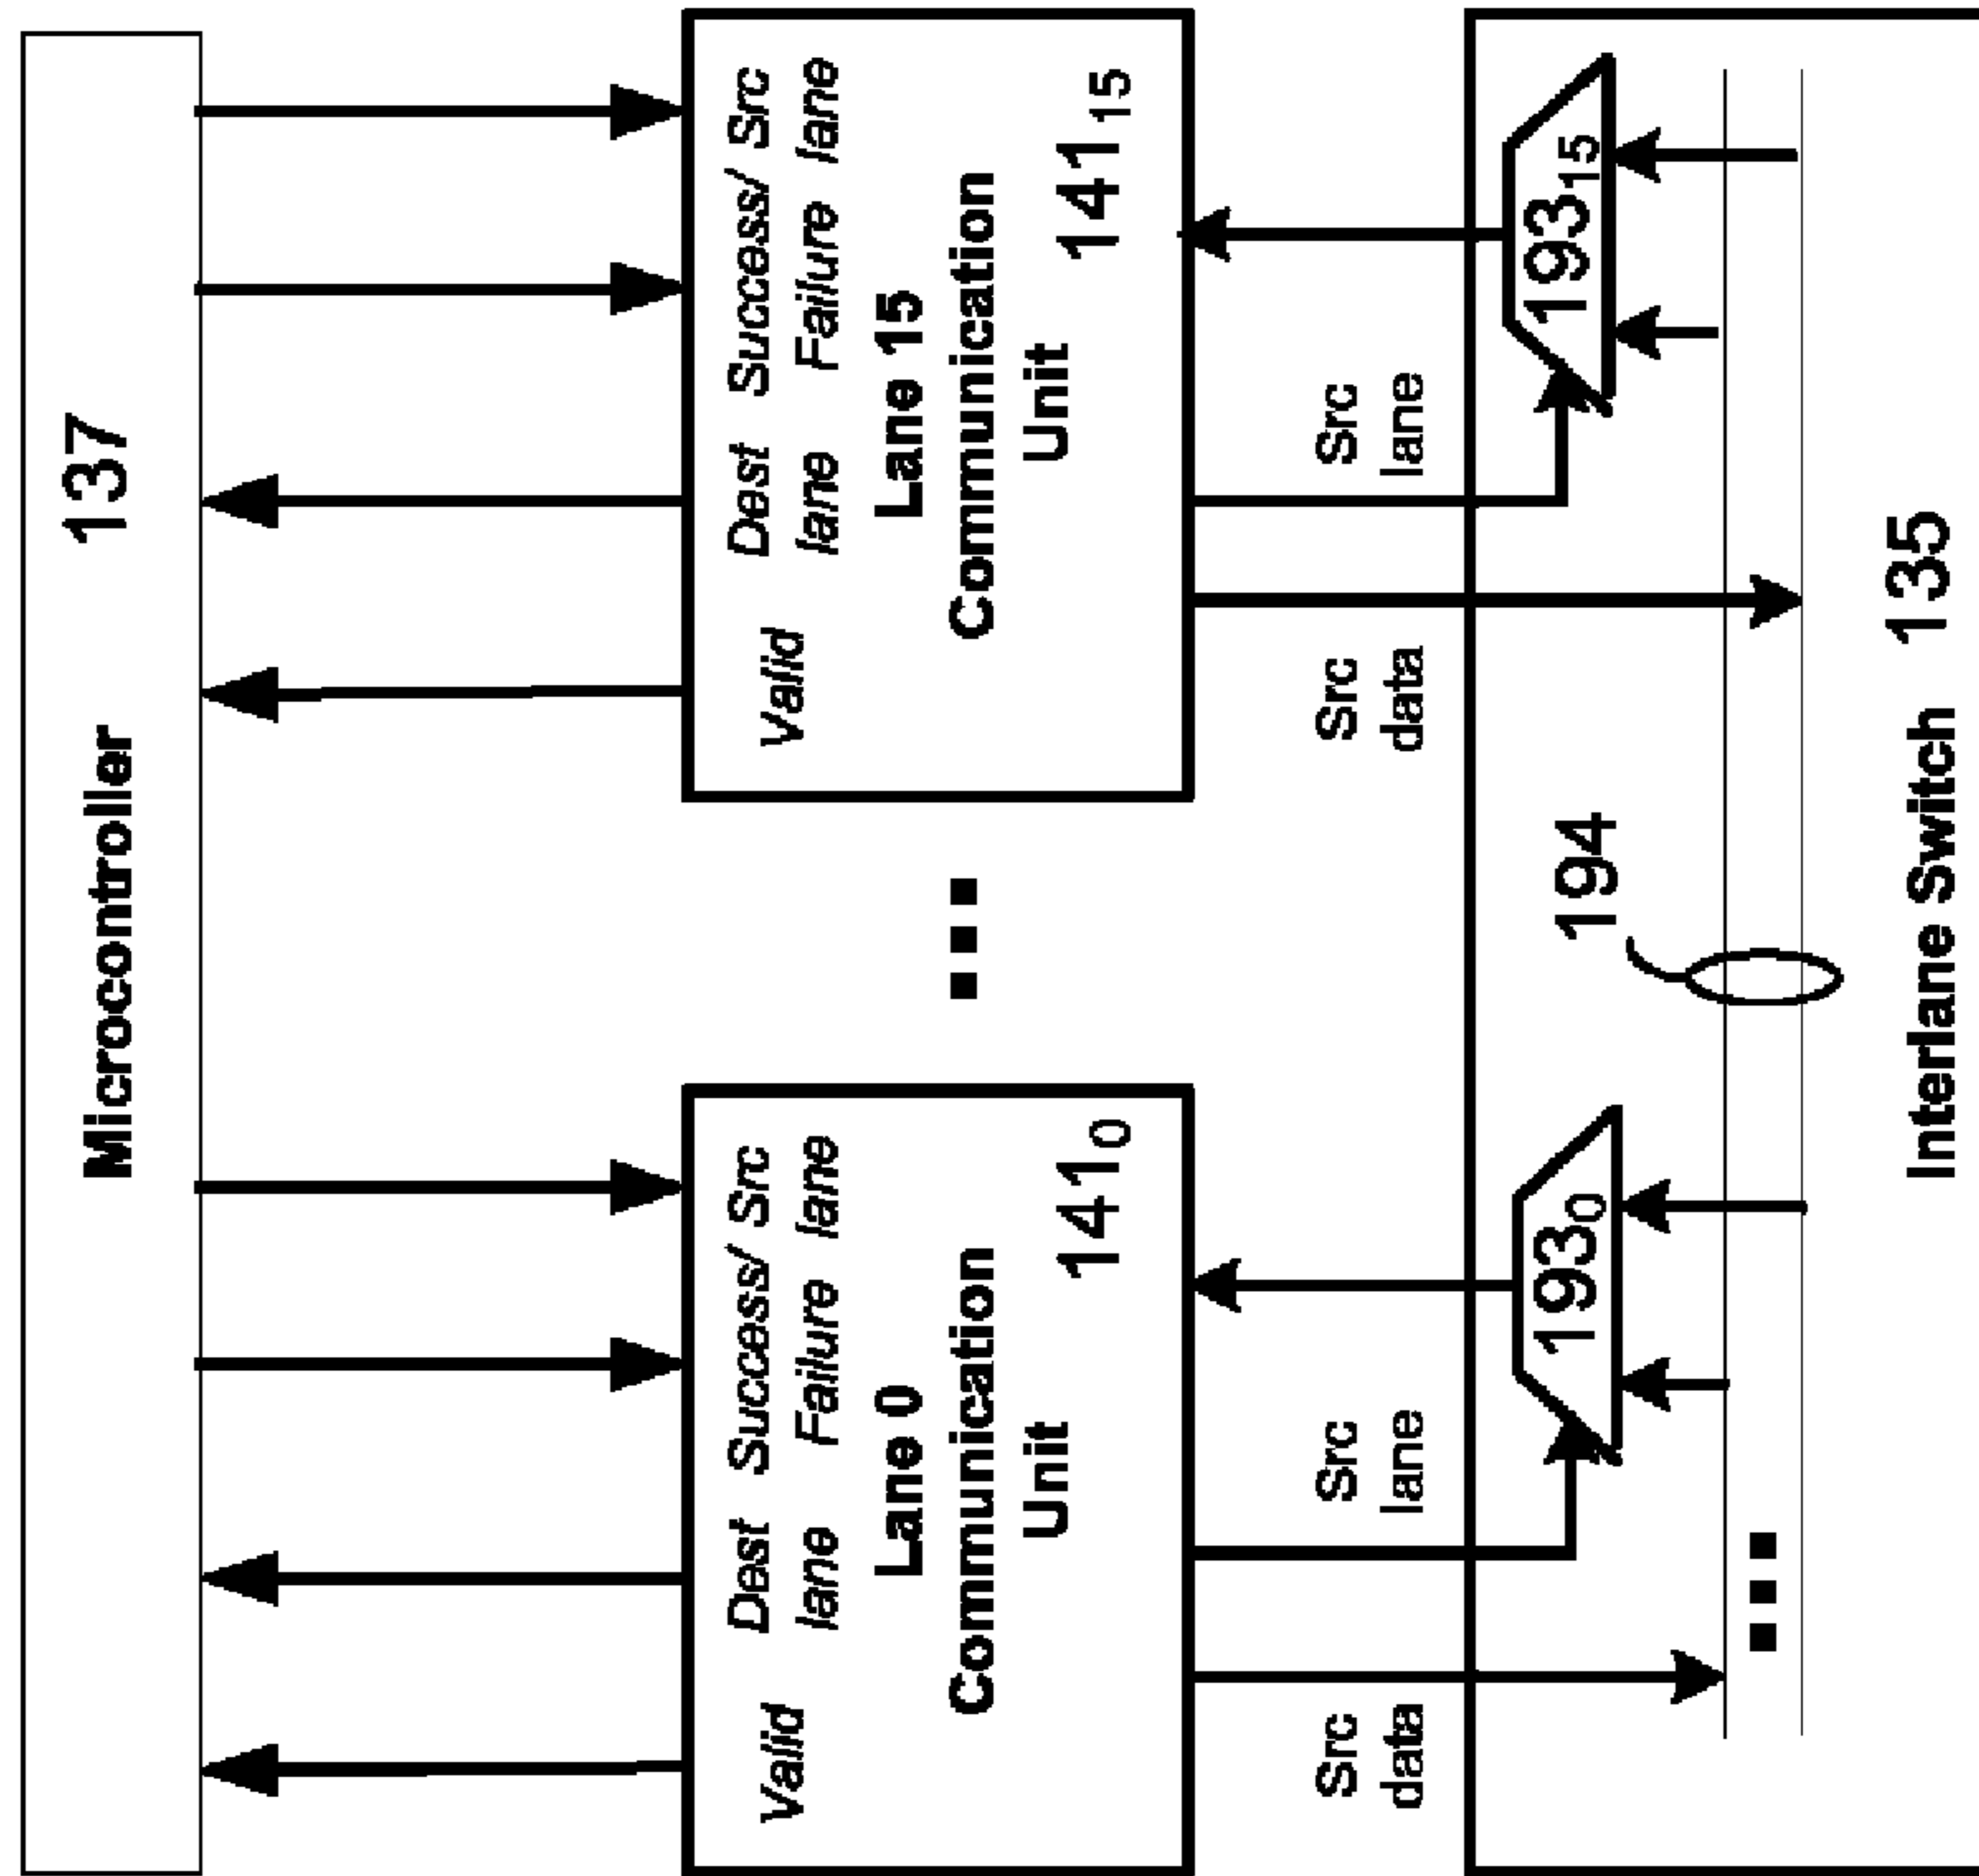 Microcontroller 137
Valid
Dest lane
Success/ Failure
Src lane
Lane 0
Communication
Unit
141₀
Valid
Dest lane
Success/ Failure
Src lane
Lane 15
Communication
Unit
141₁₅
Src data
Src lane
Src data
Src lane
193₀
193₁₅
194
Interlane Switch 135